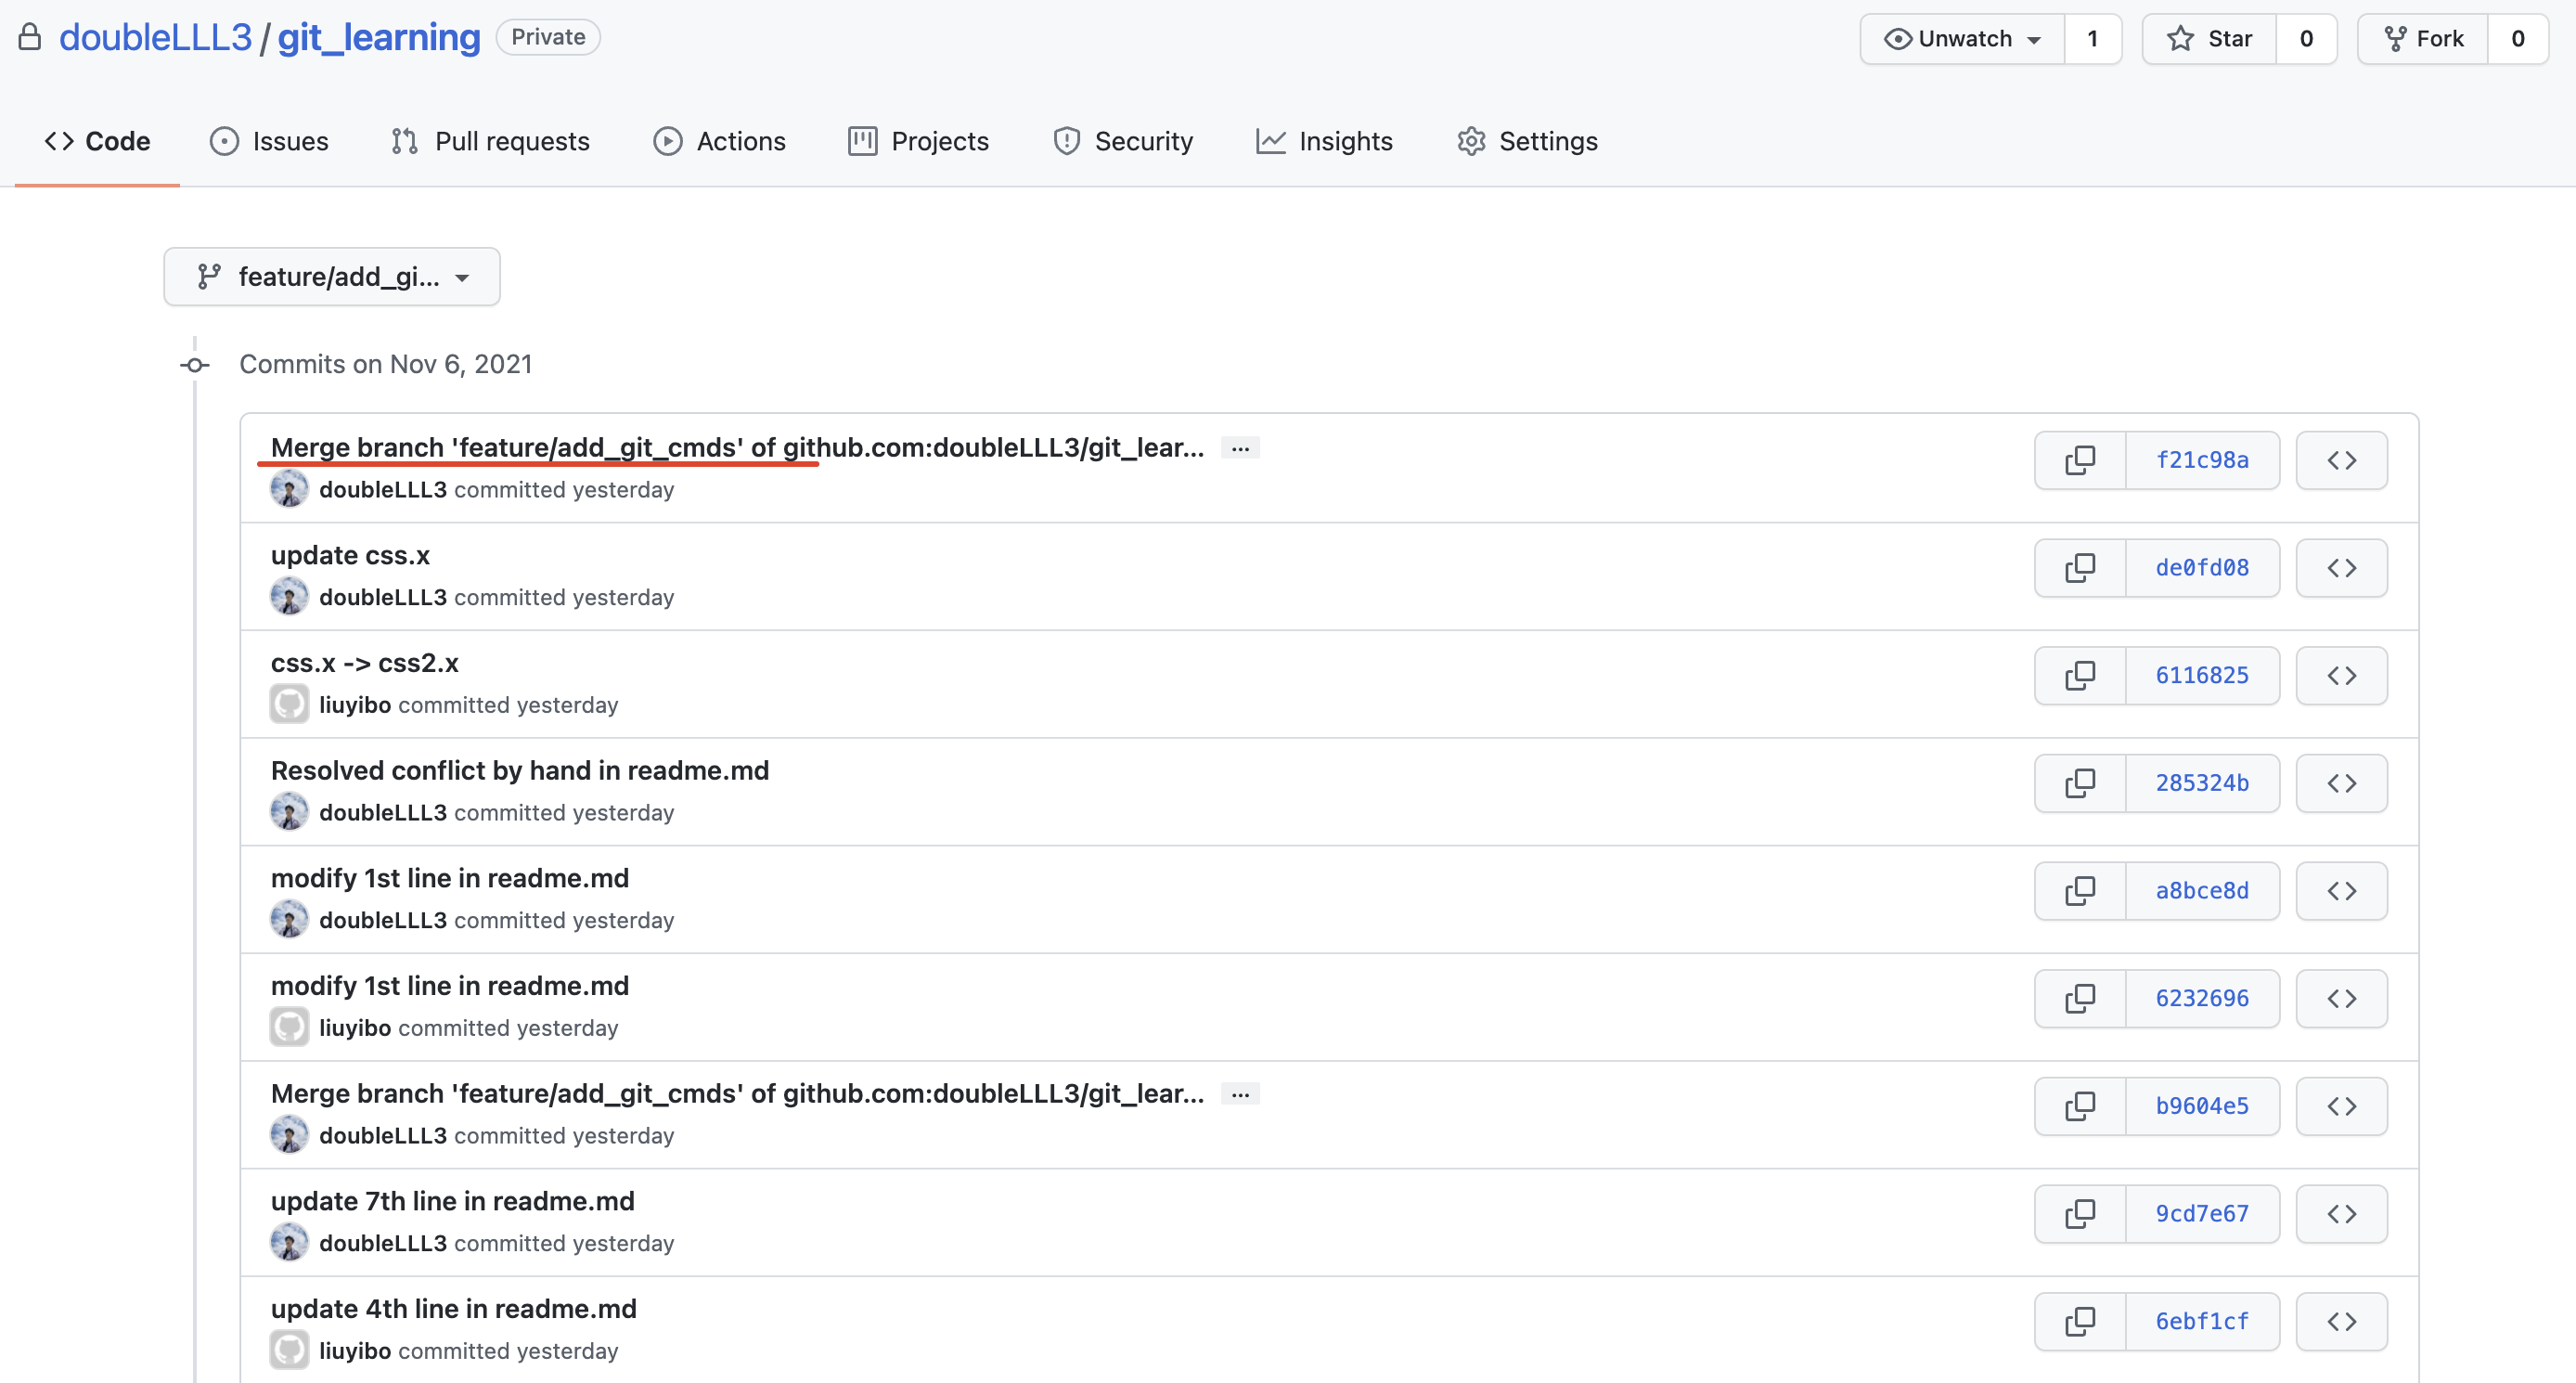 doubleLLL3 / git_learning Private Unwatch 1 Star 0 Fork 0
Code Issues Pull requests Actions Projects Security Insights Settings
feature/add_gi...
Commits on Nov 6, 2021
Merge branch 'feature/add_git_cmds' of github.com:doubleLLL3/git_lear... ...
f21c98a
doubleLLL3 committed yesterday
update css.x
de0fd08
doubleLLL3 committed yesterday
css.x -> css2.x
6116825
liuyibo committed yesterday
Resolved conflict by hand in readme.md
285324b
doubleLLL3 committed yesterday
modify 1st line in readme.md
a8bce8d
doubleLLL3 committed yesterday
modify 1st line in readme.md
6232696
liuyibo committed yesterday
Merge branch 'feature/add_git_cmds' of github.com:doubleLLL3/git_lear... ...
b9604e5
doubleLLL3 committed yesterday
update 7th line in readme.md
9cd7e67
doubleLLL3 committed yesterday
update 4th line in readme.md
6ebf1cf
liuyibo committed yesterday